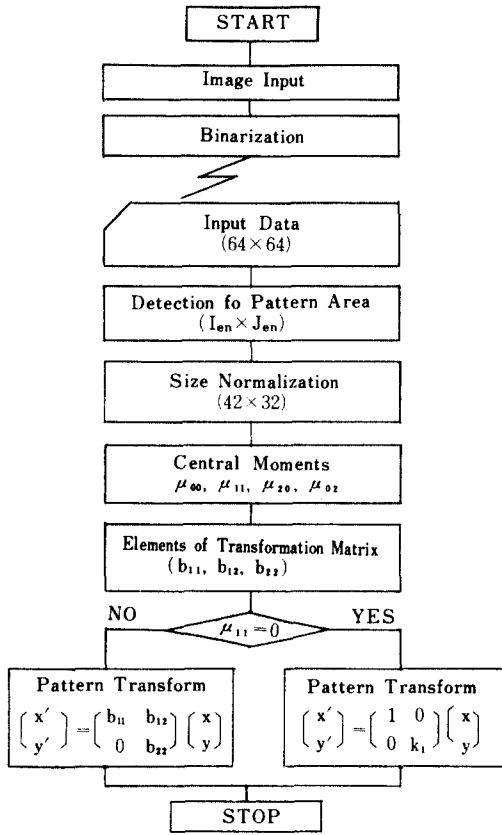 START
Image Input
Binarization
Input Data
(64×64)
Detection fo Pattern Area
(I_en × J_en)
Size Normalization
(42×32)
Central Moments
μ₀₀, μ₁₁, μ₂₀, μ₀₂
Elements of Transformation Matrix
(b₁₁, b₁₂, b₂₂)
NO
μ₁₁=0
YES
Pattern Transform
(x′ y′) = (b₁₁ b₁₂ 0 b₂₂) (x y)
Pattern Transform
(x′ y′) = (1 0 0 k₁) (x y)
STOP